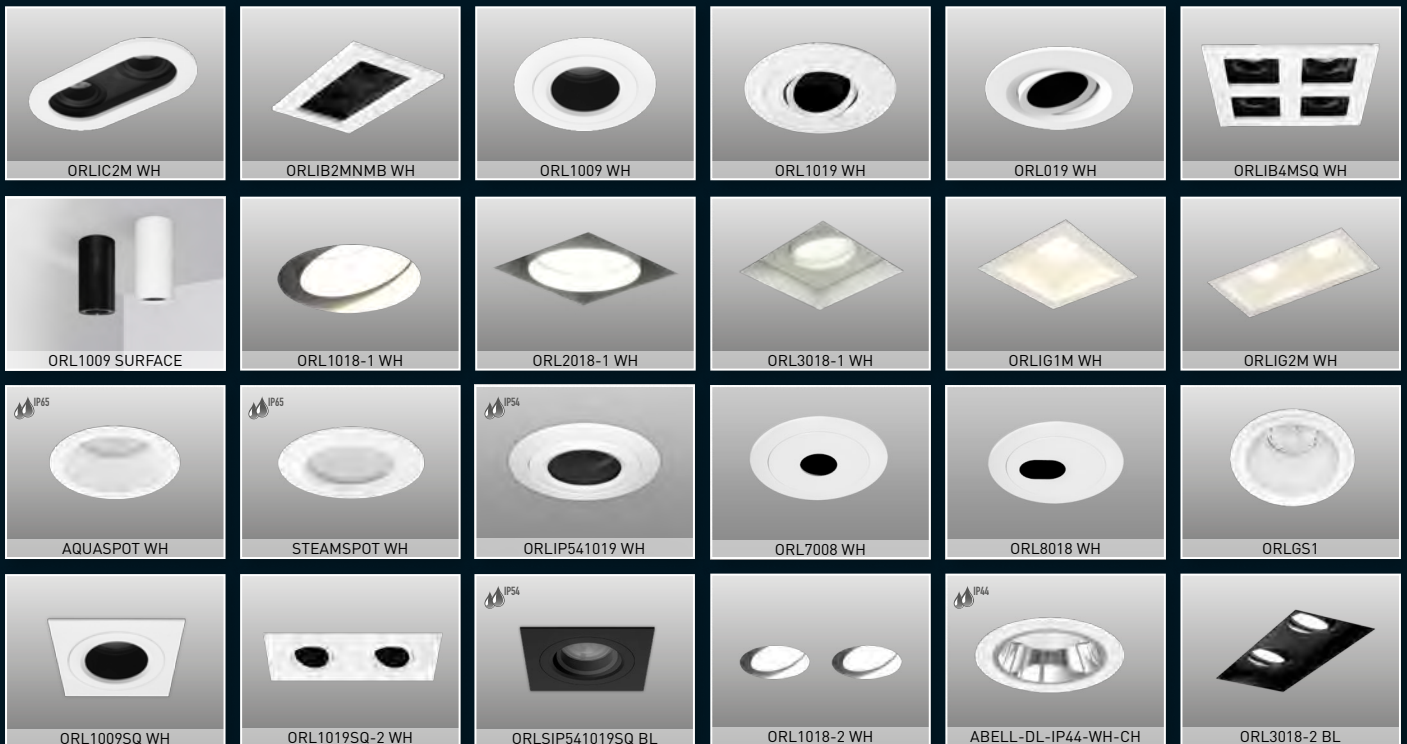 ORLIC2M WH
ORLIB2MNMB WH
ORL1009 WH
ORL1019 WH
ORL019 WH
ORLIB4MSQ WH
ORL1009 SURFACE
ORL1018-1 WH
ORL2018-1 WH
ORL3018-1 WH
ORLIG1M WH
ORLIG2M WH
IP65
AQUASPOT WH
IP65
STEAMSPOT WH
IP54
ORLIP541019 WH
ORL7008 WH
ORL8018 WH
ORLGS1
ORL1009SQ WH
ORL1019SQ-2 WH
IP54
ORLSIP541019SQ BL
ORL1018-2 WH
IP44
ABELL-DL-IP44-WH-CH
ORL3018-2 BL